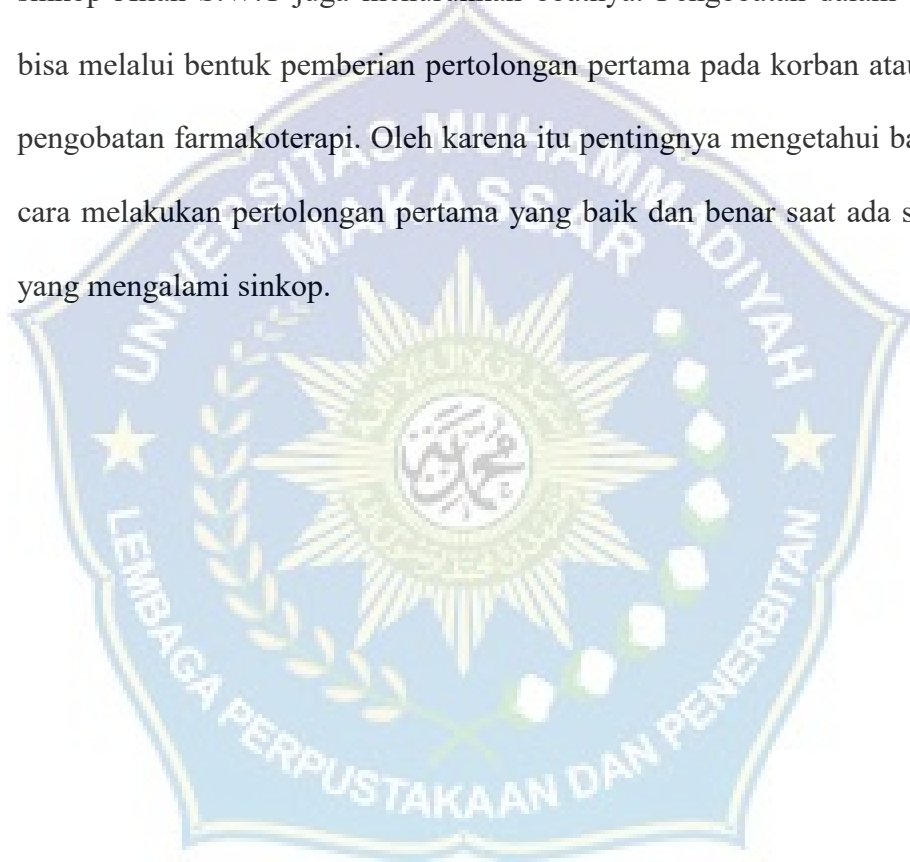 bisa melalui bentuk pemberian pertolongan pertama pada korban atau
pengobatan farmakoterapi. Oleh karena itu pentingnya mengetahui ba
cara melakukan pertolongan pertama yang baik dan benar saat ada s
yang mengalami sinkop.
UNIVERSITAS MUHAMMADIYAH
MAKASSAR
LEMBAGA PERPUSTAKAAN DAN PENERBITAN